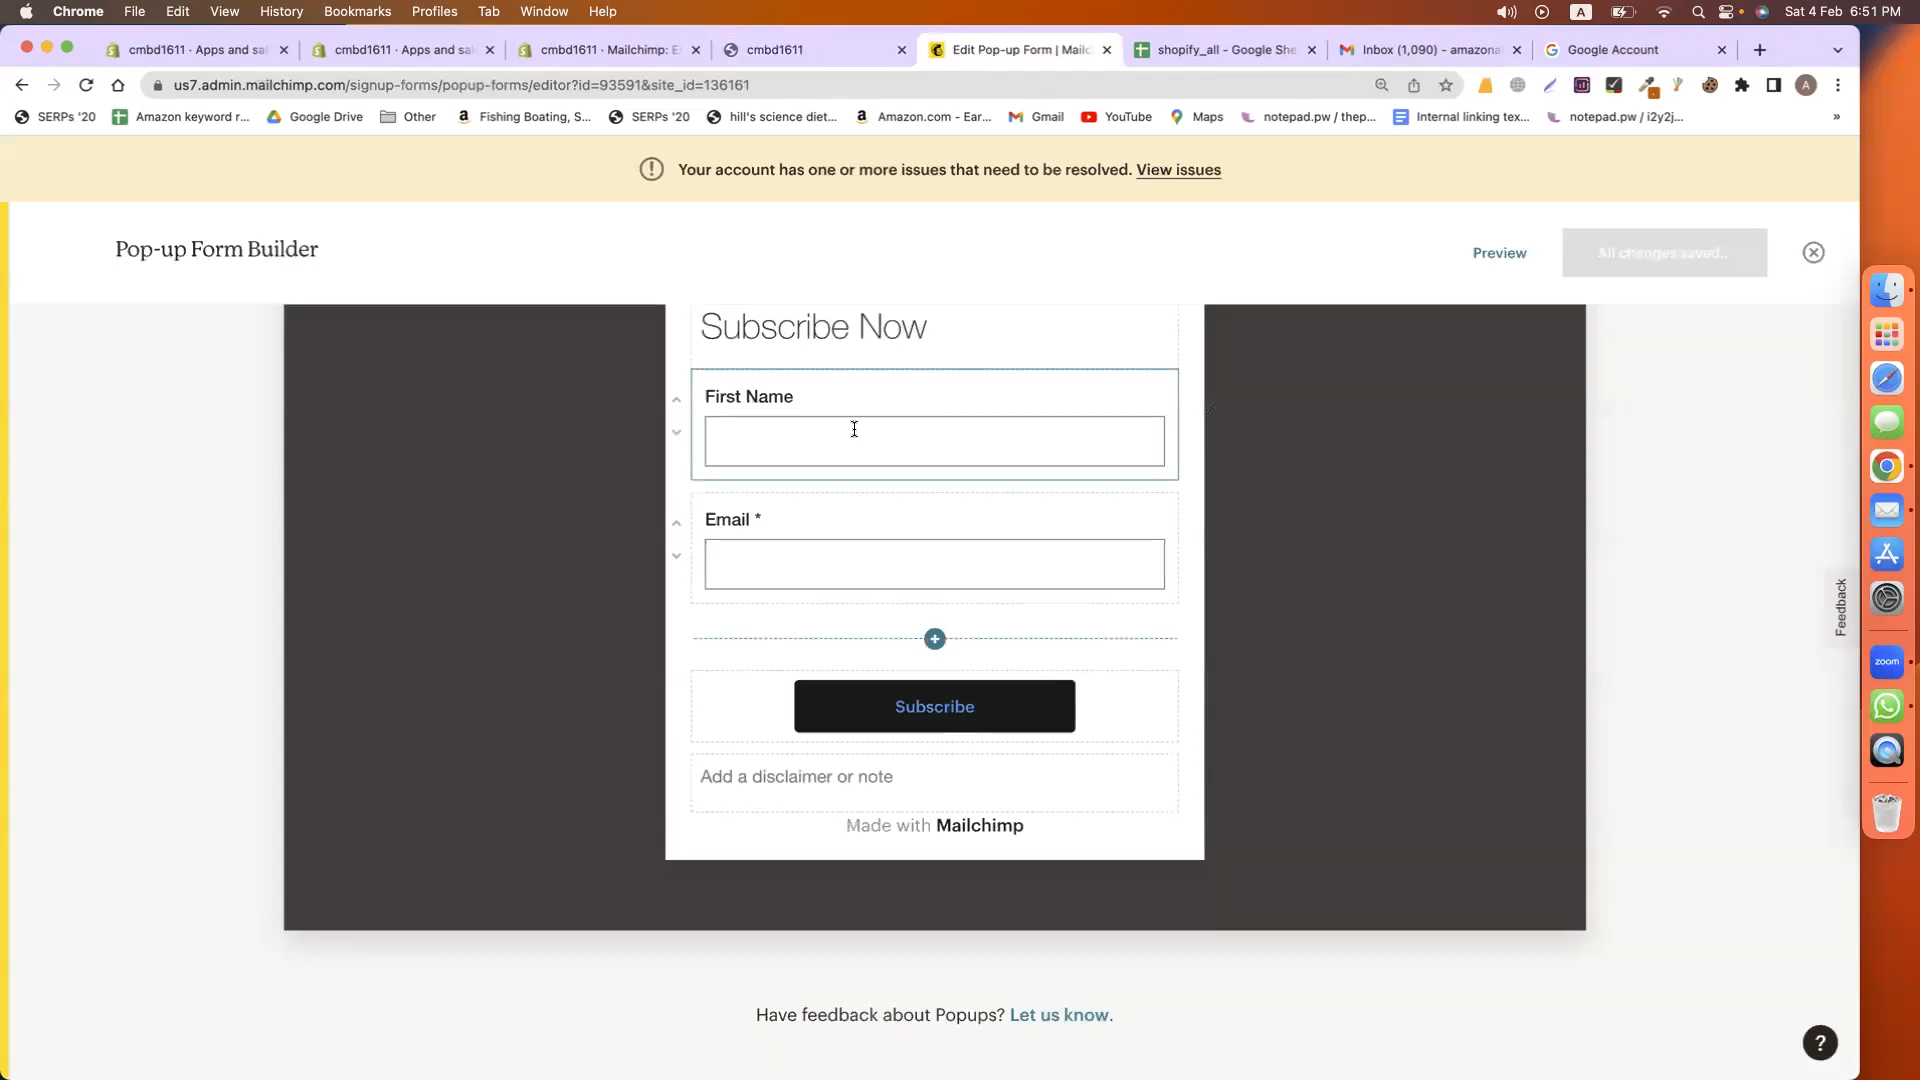 Chrome File Edit View History Bookmarks Profiles Tab Window Help
A
Sat 4 Feb 6:51 PM
cmbd1611 · Apps and sal
cmbd1611 · Apps and sal
cmbd1611 · Mailchimp: E
cmbd1611
Edit Pop-up Form | Mailc
shopify_all - Google She
Inbox (1,090) - amazona
Google Account
us7.admin.mailchimp.com/signup-forms/popup-forms/editor?id=93591&site_id=136161
A
SERPs '20
Amazon keyword r...
Google Drive
Other
Fishing Boating, S...
SERPs '20
hill's science diet...
Amazon.com - Ear...
Gmail
YouTube
Maps
notepad.pw / thep...
Internal linking tex...
notepad.pw / i2y2j...
»
Your account has one or more issues that need to be resolved. View issues
Pop-up Form Builder
Preview
All changes saved...
Subscribe Now
First Name
Email *
Subscribe
Add a disclaimer or note
Made with Mailchimp
Feedback
zoom
Have feedback about Popups? Let us know.
?